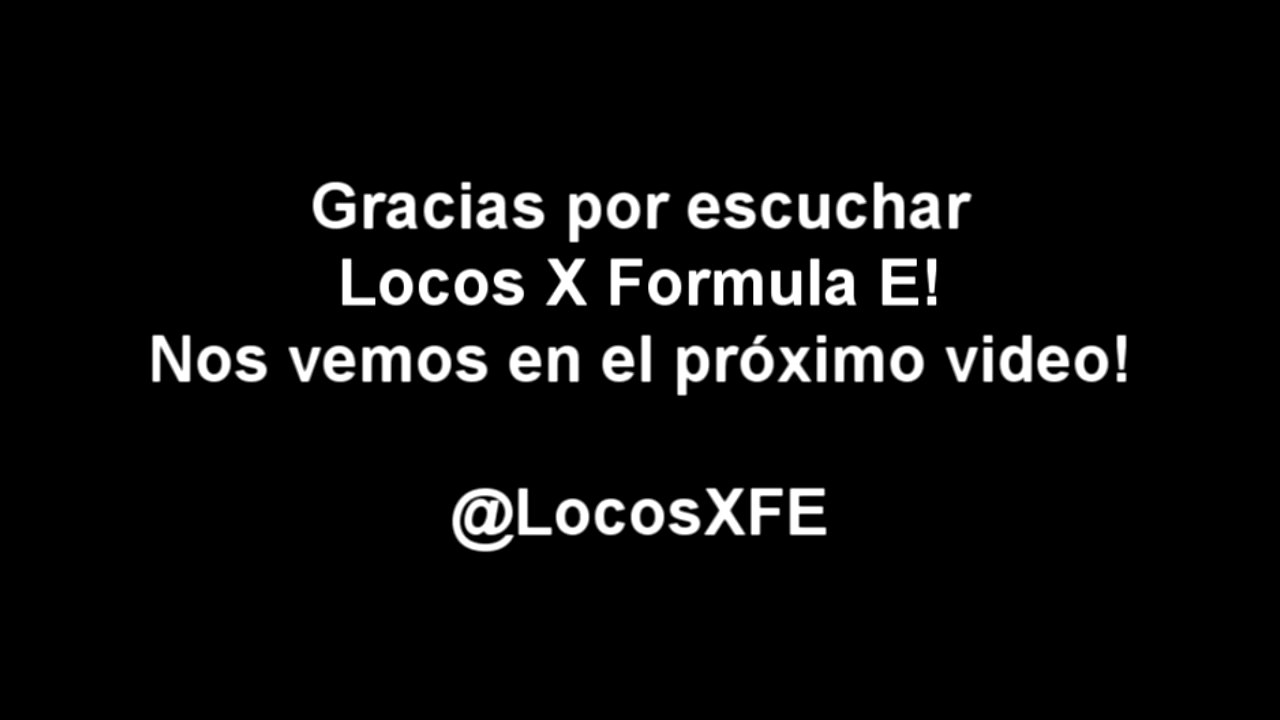 Gracias por escuchar
Locos X Formula E!
Nos vemos en el próximo video!
@LocosXFE